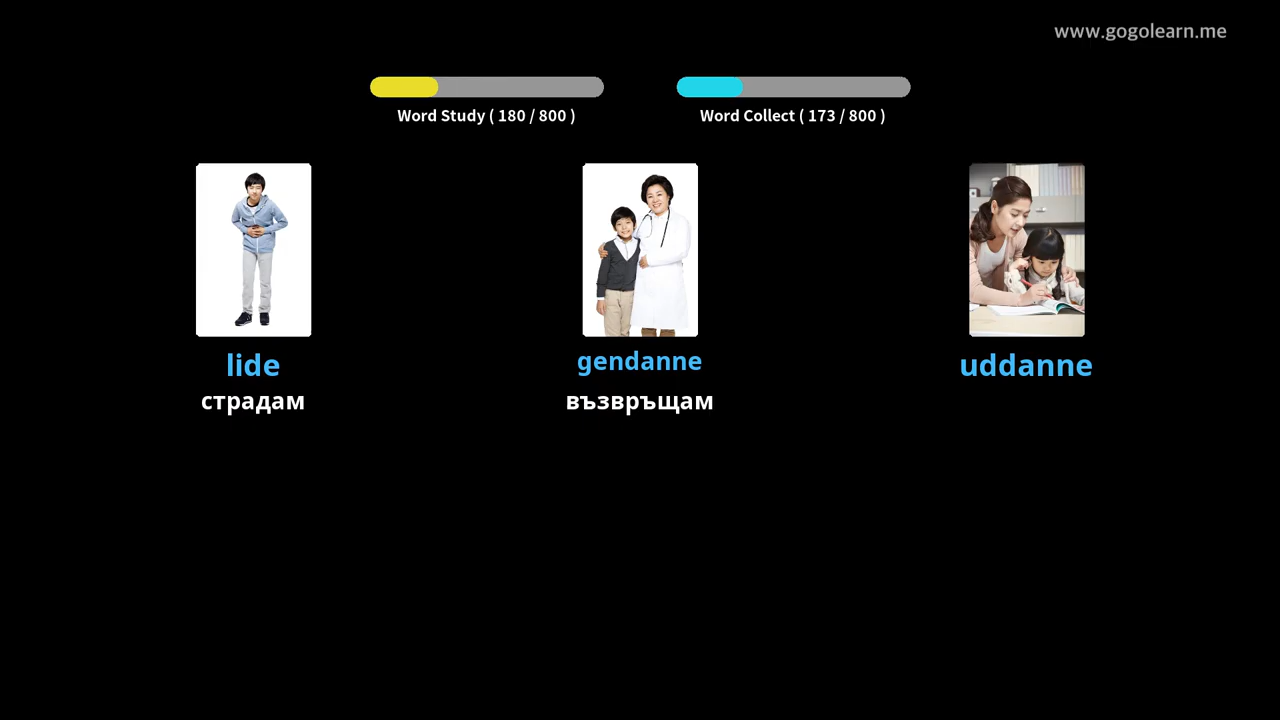 www.gogolearn.me
Word Study ( 180 / 800 )
Word Collect ( 173 / 800 )
lide
gendanne
uddanne
страдам
възвръщам